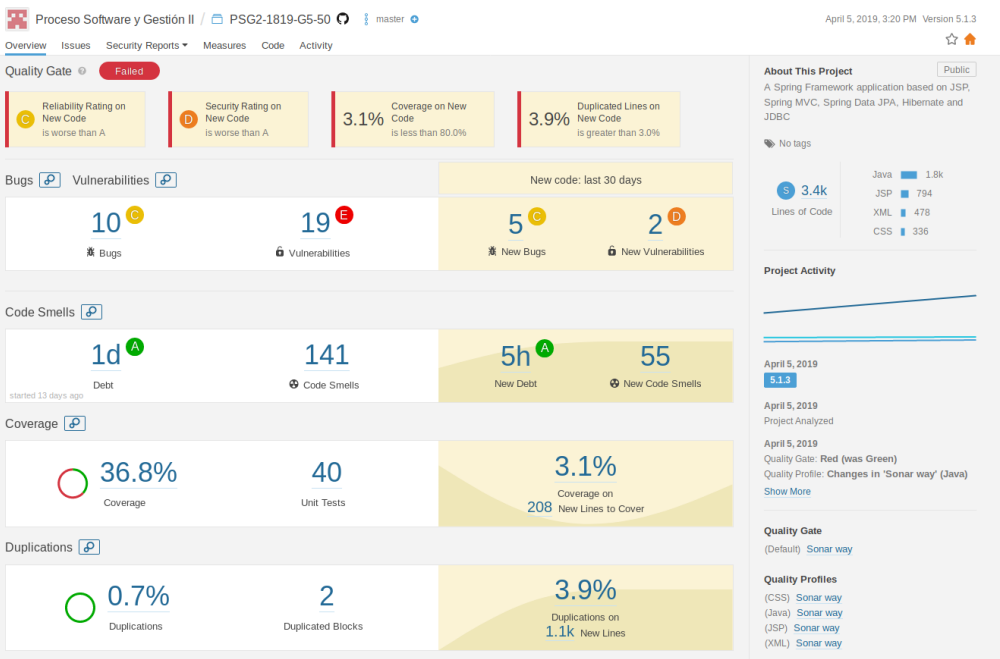 Proceso Software y Gestión II / PSG2-1819-G5-50 master
April 5, 2019, 3:20 PM Version 5.1.3
Overview Issues Security Reports Measures Code Activity
Quality Gate ? Failed
C Reliability Rating on New Code is worse than A
D Security Rating on New Code is worse than A
3.1% Coverage on New Code is less than 80.0%
3.9% Duplicated Lines on New Code is greater than 3.0%
Bugs Vulnerabilities
New code: last 30 days
10 C Bugs
19 E Vulnerabilities
5 C New Bugs
2 D New Vulnerabilities
Code Smells
1d A Debt
started 13 days ago
141 Code Smells
5h A New Debt
55 New Code Smells
Coverage
36.8% Coverage
40 Unit Tests
3.1% Coverage on
208 New Lines to Cover
Duplications
0.7% Duplications
2 Duplicated Blocks
3.9% Duplications on
1.1k New Lines
About This Project Public
A Spring Framework application based on JSP,
Spring MVC, Spring Data JPA, Hibernate and
JDBC
No tags
S 3.4k
Lines of Code
Java 1.8k
JSP 794
XML 478
CSS 336
Project Activity
April 5, 2019
5.1.3
April 5, 2019
Project Analyzed
April 5, 2019
Quality Gate: Red (was Green)
Quality Profile: Changes in 'Sonar way' (Java)
Show More
Quality Gate
(Default) Sonar way
Quality Profiles
(CSS) Sonar way
(Java) Sonar way
(JSP) Sonar way
(XML) Sonar way